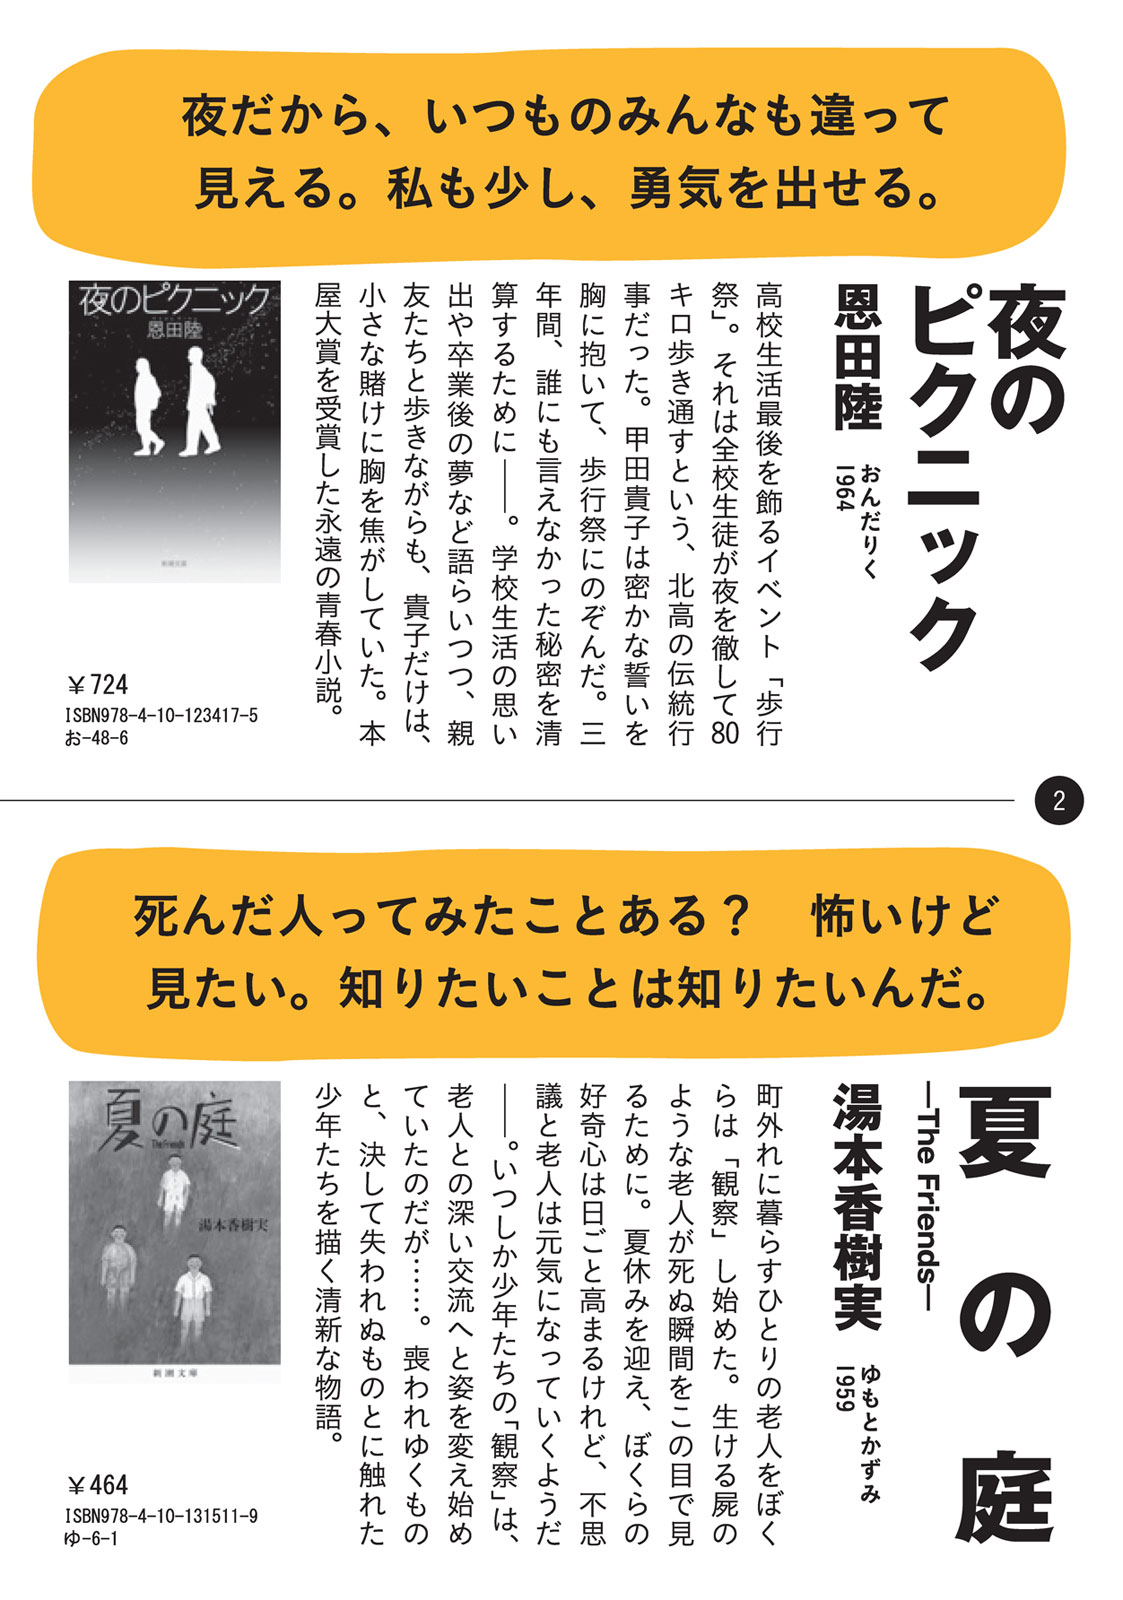 夜だから、いつものみんなも違って
見える。私も少し、勇気を出せる。
夜の
ピクニック
恩田陸
おんだりく
1964
高校生活最後を飾るイベント「歩行
祭」。それは全校生徒が夜を徹して80
キロ歩き通すという、北高の伝統行
事だった。甲田貴子は密かな誓いを
胸に抱いて、歩行祭にのぞんだ。三
年間、誰にも言えなかった秘密を清
算するために――。学校生活の思い
出や卒業後の夢など語らいつつ、親
友たちと歩きながらも、貴子だけは、
小さな賭けに胸を焦がしていた。本
屋大賞を受賞した永遠の青春小説。
夜のピクニック
恩田陸
新潮文庫
￥724
ISBN978-4-10-123417-5
お-48-6
2
死んだ人ってみたことある？　怖いけど
見たい。知りたいことは知りたいんだ。
夏の庭
―The Friends―
湯本香樹実
ゆもとかずみ
1959
町外れに暮らすひとりの老人をぼく
らは「観察」し始めた。生ける屍の
ような老人が死ぬ瞬間をこの目で見
るために。夏休みを迎え、ぼくらの
好奇心は日ごと高まるけれど、不思
議と老人は元気になっていくようだ
――。いつしか少年たちの「観察」は、
老人との深い交流へと姿を変え始め
ていたのだが……。喪われゆくもの
と、決して失われぬものとに触れた
少年たちを描く清新な物語。
夏の庭
The Friends
湯本香樹実
新潮文庫
￥464
ISBN978-4-10-131511-9
ゆ-6-1